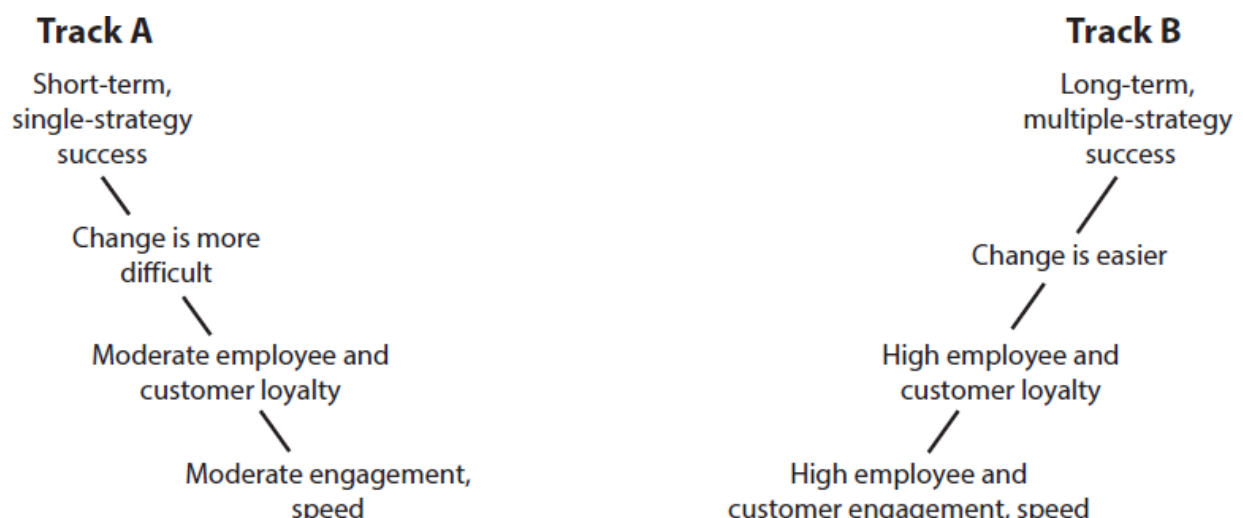 Track A
Short-term,
single-strategy
success
Change is more
difficult
Moderate employee and
customer loyalty
Moderate engagement,
speed
Track B
Long-term,
multiple-strategy
success
Change is easier
High employee and
customer loyalty
High employee and
customer engagement, speed